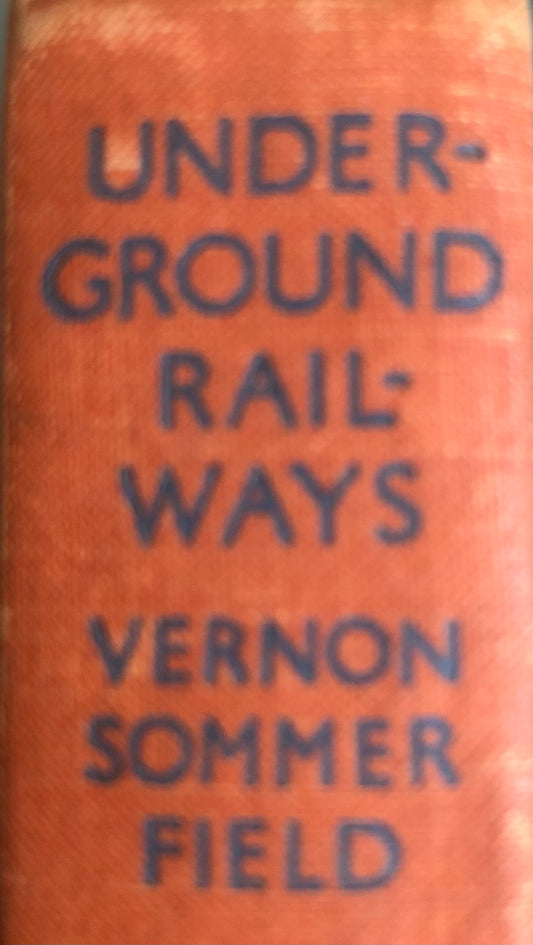 UNDER-
GROUND
RAIL-
WAYS
VERNON
SOMMER
FIELD